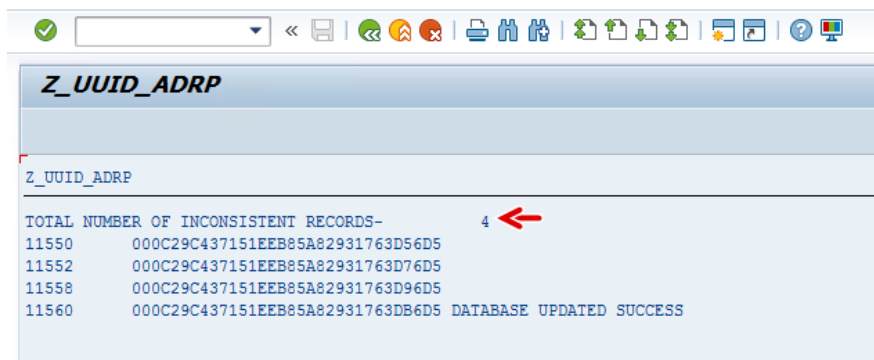 Z_UUID_ADRP
Z_UUID_ADRP
TOTAL NUMBER OF INCONSISTENT RECORDS- 4
11550 000C29C437151EEB85A82931763D56D5
11552 000C29C437151EEB85A82931763D76D5
11558 000C29C437151EEB85A82931763D96D5
11560 000C29C437151EEB85A82931763DB6D5 DATABASE UPDATED SUCCESS